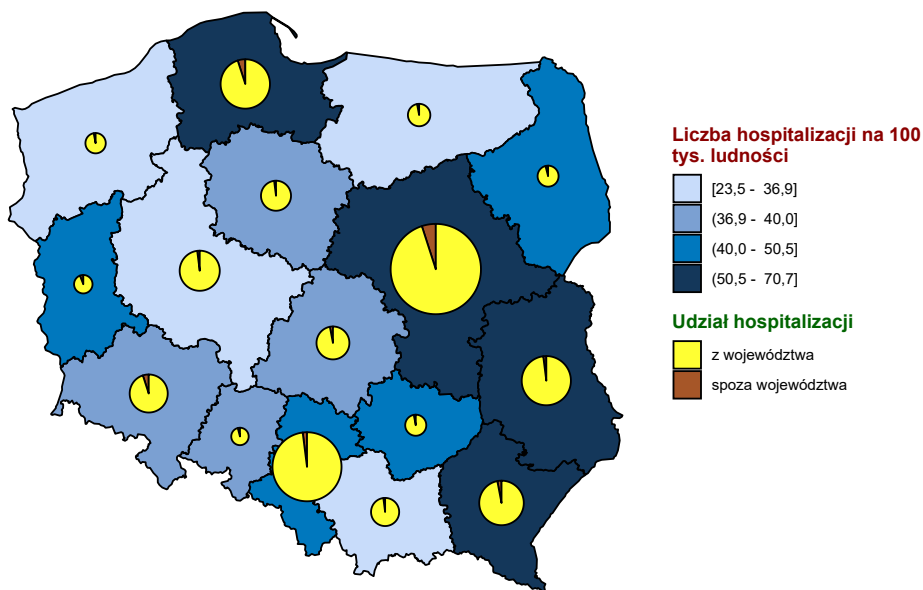 Liczba hospitalizacji na 100
tys. ludności
[23,5 - 36,9]
(36,9 - 40,0]
(40,0 - 50,5]
(50,5 - 70,7]
Udział hospitalizacji
z województwa
spoza województwa